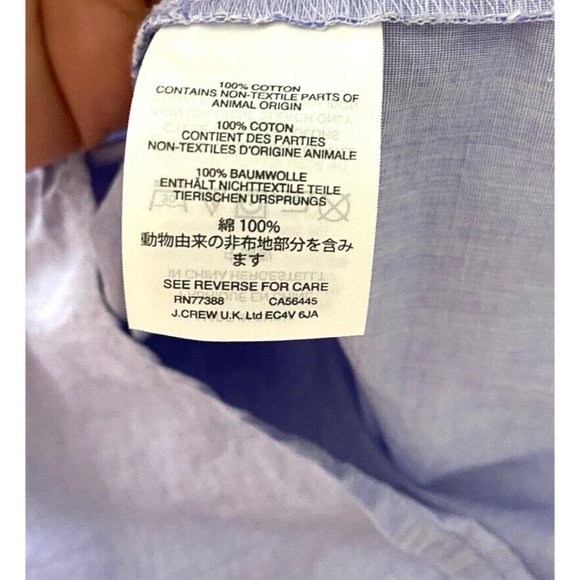 100% COTTON
CONTAINS NON-TEXTILE PARTS OF
ANIMAL ORIGIN
100% COTON
CONTIENT DES PARTIES
NON-TEXTILES D'ORIGINE ANIMALE
100% BAUMWOLLE
ENTHÄLT NICHTTEXTILE TEILE
TIERISCHEN URSPRUNGS
綿 100%
動物由来の非布地部分を含み
ます
SEE REVERSE FOR CARE
RN77388 CA56445
J.CREW U.K. Ltd EC4V 6JA